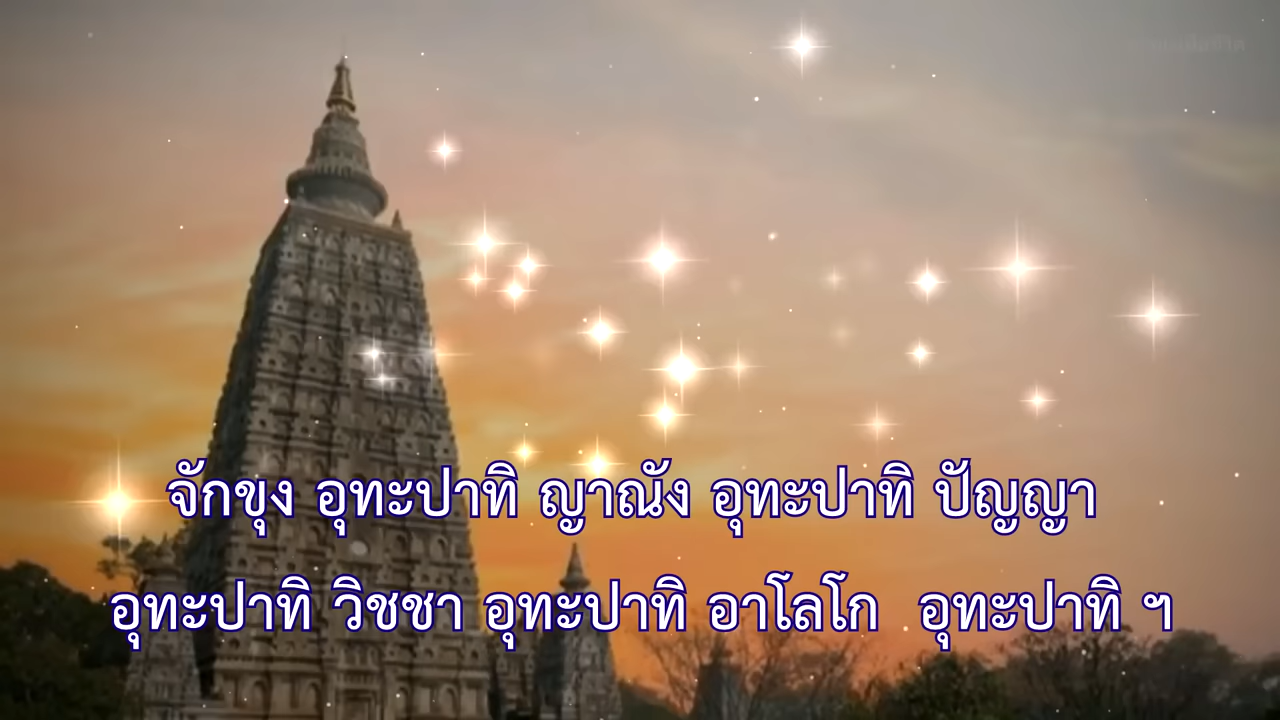 จักขุง อุทะปาทิ ญาณัง อุทะปาทิ ปัญญา
อุทะปาทิ วิชชา อุทะปาทิ อาโลโก อุทะปาทิ ฯ